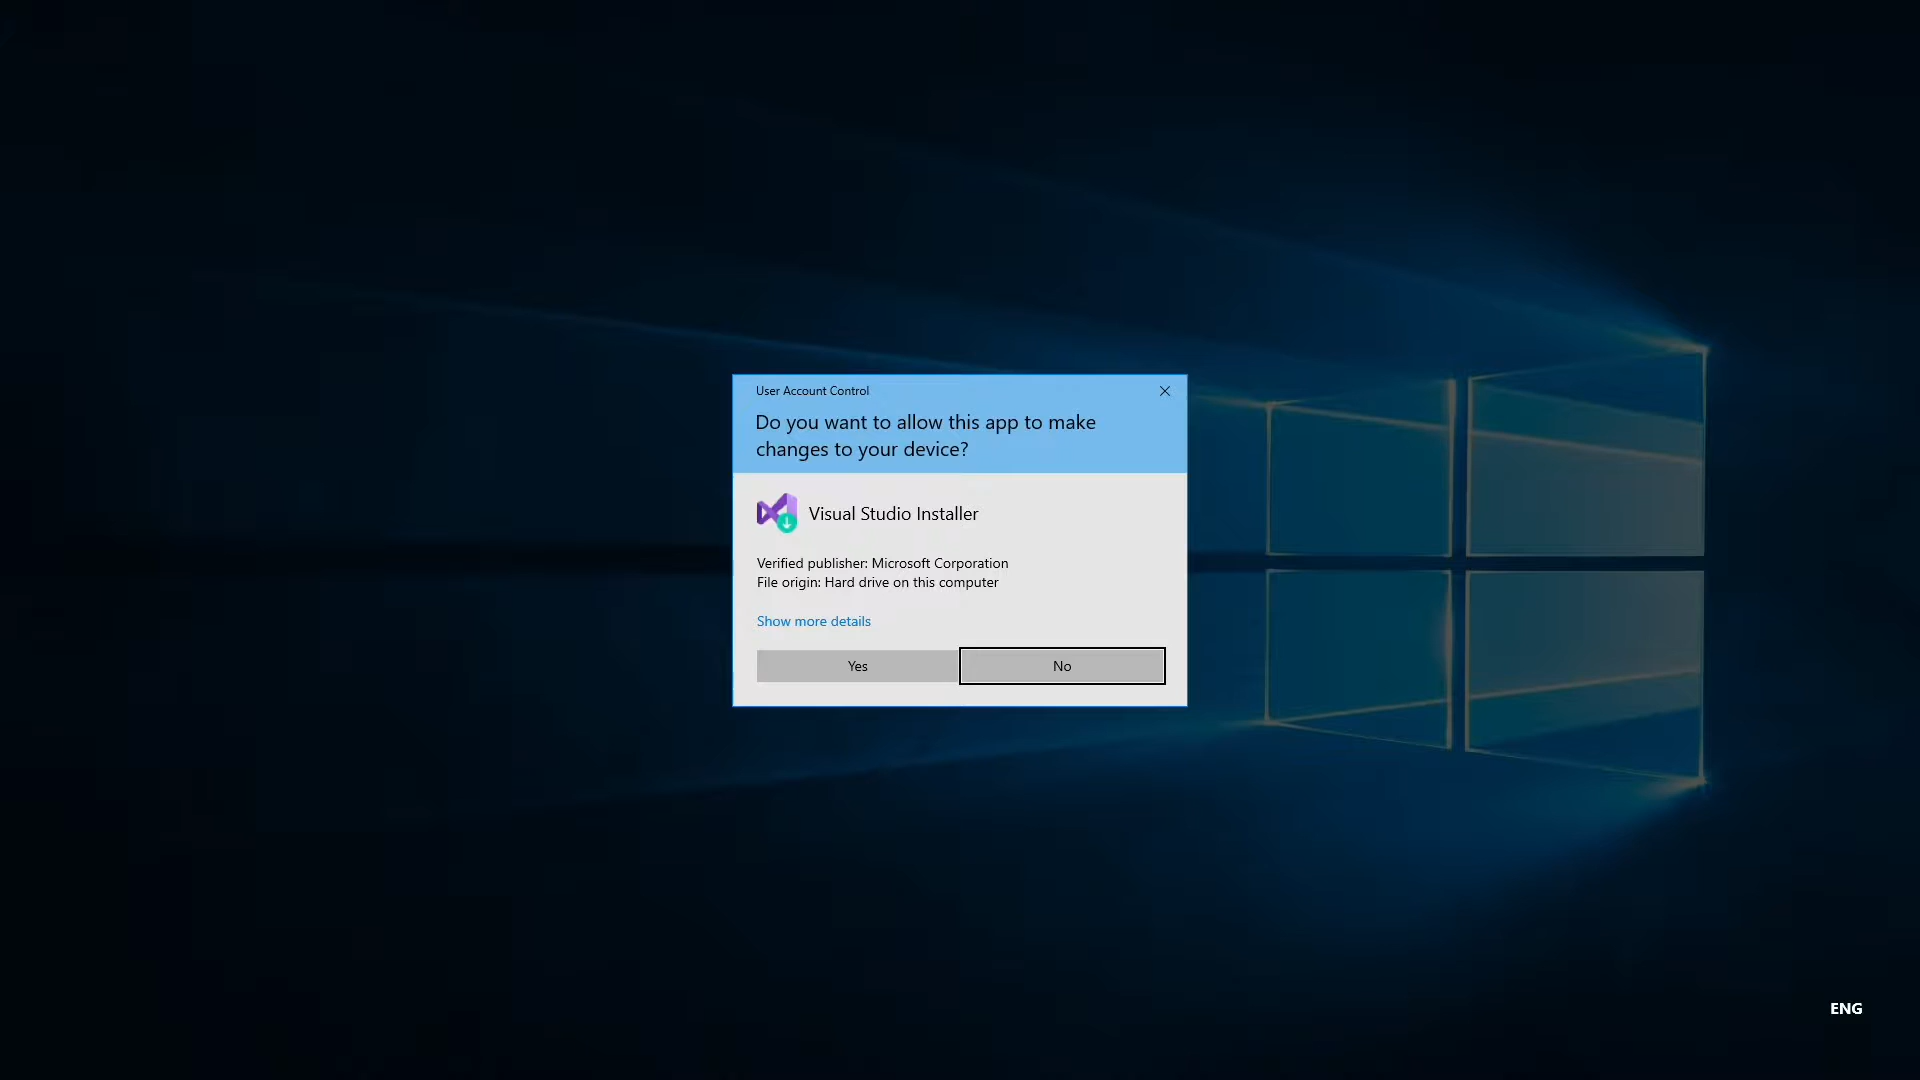 User Account Control
Do you want to allow this app to make
changes to your device?
Visual Studio Installer
Verified publisher: Microsoft Corporation
File origin: Hard drive on this computer
Show more details
Yes
No
ENG